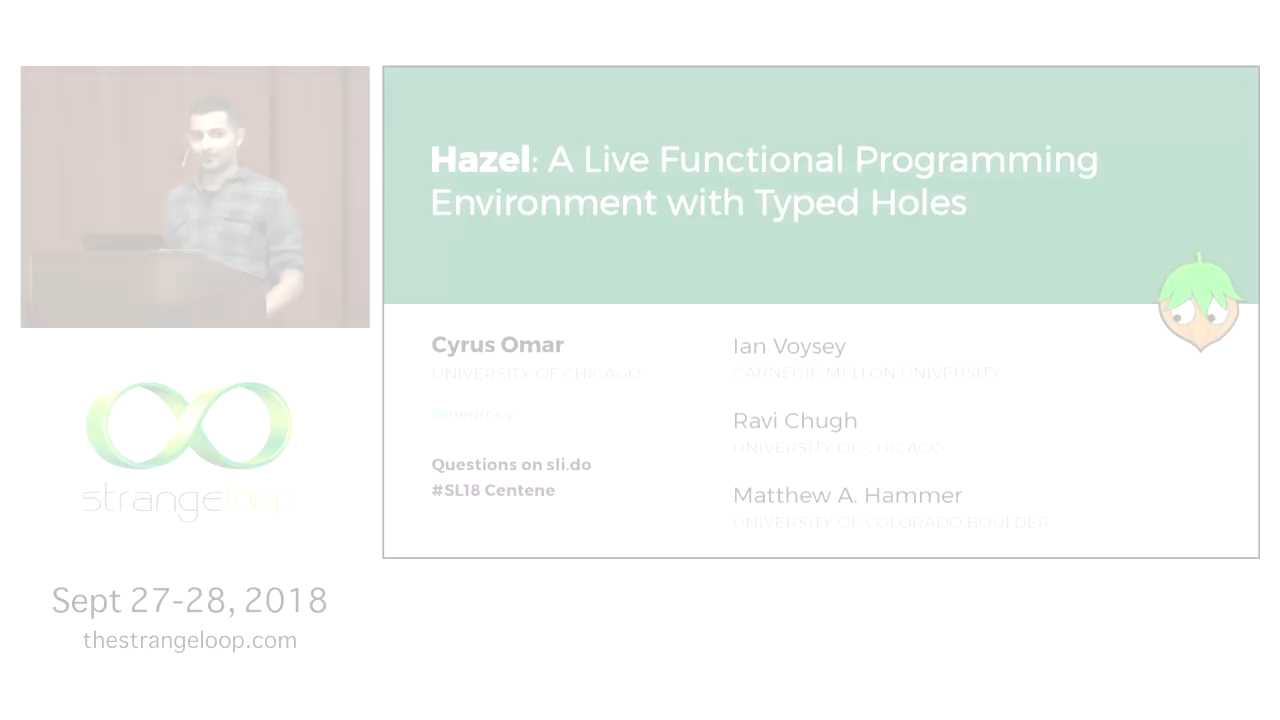 Hazel: A Live Functional Programming
Environment with Typed Holes
Cyrus Omar
UNIVERSITY OF CHICAGO
@neurocy
Questions on sli.do
#SL18 Centene
Ian Voysey
CARNEGIE MELLON UNIVERSITY
Ravi Chugh
UNIVERSITY OF CHICAGO
Matthew A. Hammer
UNIVERSITY OF COLORADO BOULDER
strangeloop
Sept 27-28, 2018
thestrangeloop.com